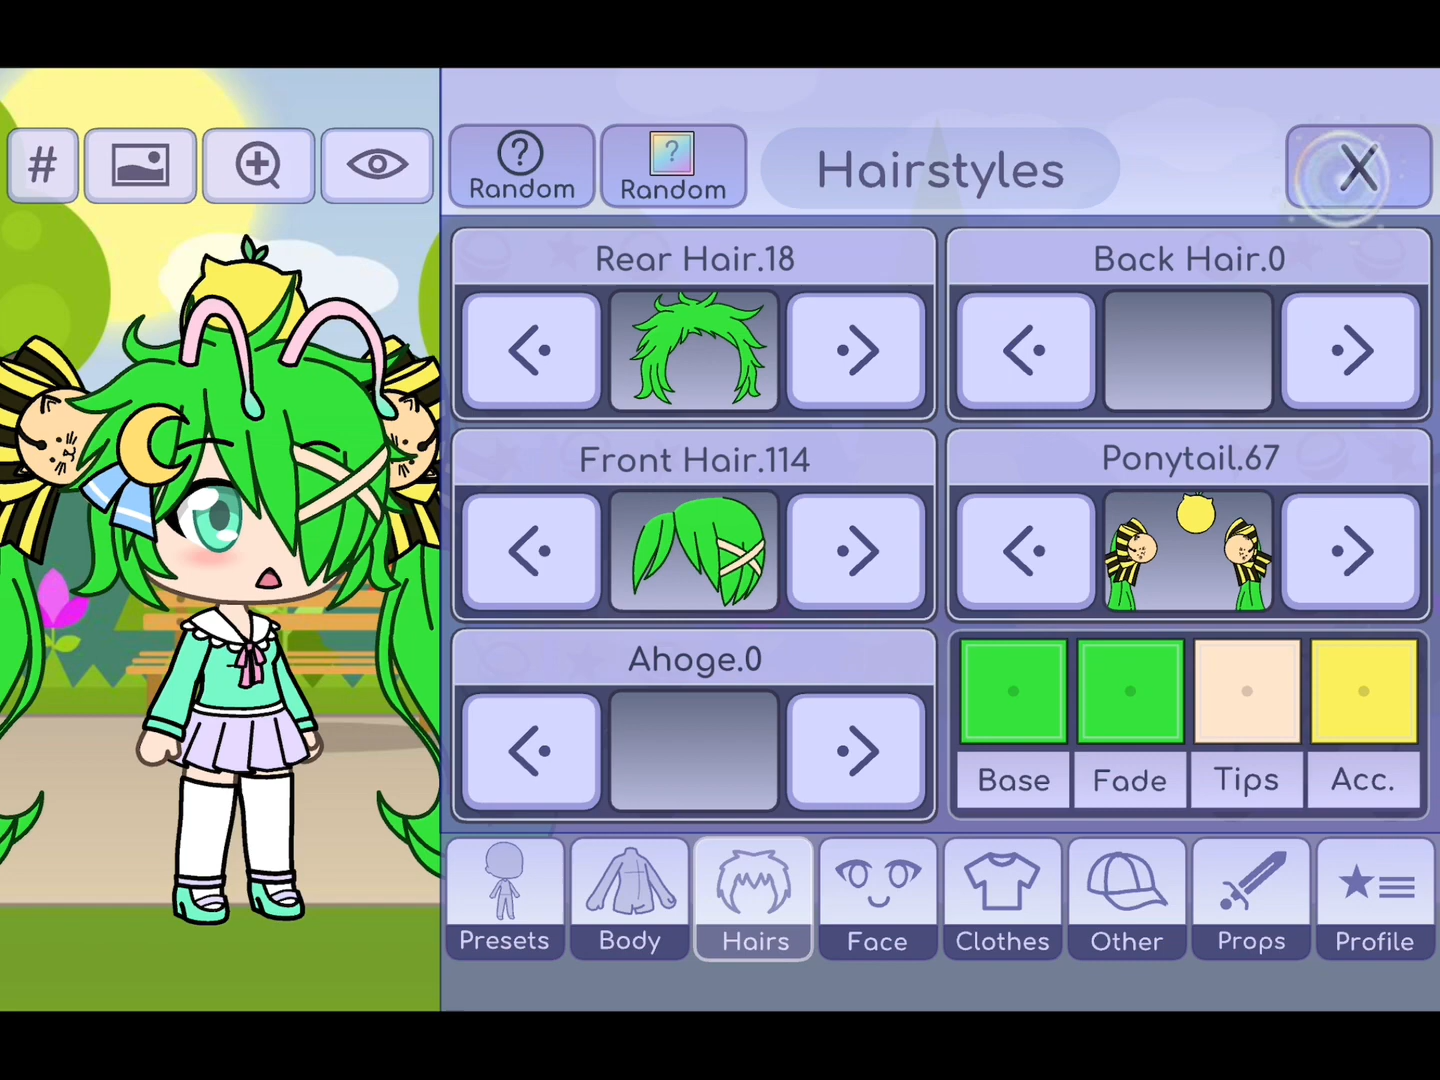 #
?
Random
?
Random
Hairstyles
X
Rear Hair.18
Back Hair.0
Front Hair.114
Ponytail.67
Ahoge.0
Base
Fade
Tips
Acc.
Presets
Body
Hairs
Face
Clothes
Other
Props
Profile